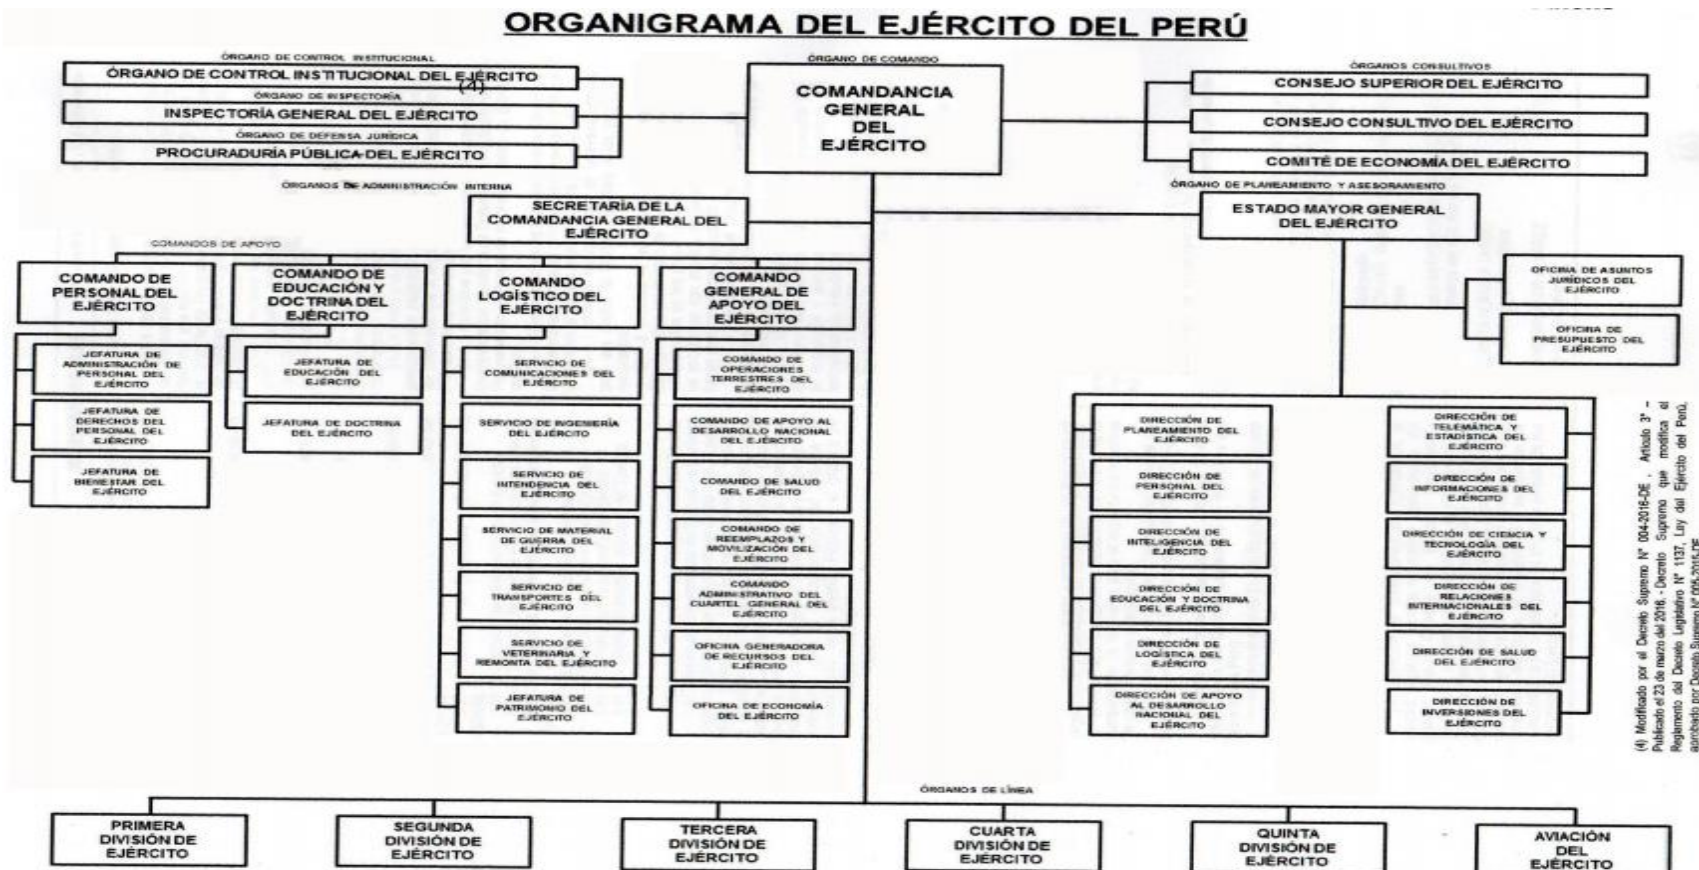 ORGANIGRAMA DEL EJÉRCITO DEL PERÚ
ÓRGANO DE CONTROL INSTITUCIONAL
ÓRGANO DE CONTROL INSTITUCIONAL DEL EJÉRCITO
(4)
ÓRGANO DE INSPECTORÍA
INSPECTORÍA GENERAL DEL EJÉRCITO
ÓRGANO DE DEFENSA JURÍDICA
PROCURADURÍA PÚBLICA DEL EJÉRCITO
ÓRGANO DE COMANDO
COMANDANCIA
GENERAL
DEL
EJÉRCITO
ÓRGANOS CONSULTIVOS
CONSEJO SUPERIOR DEL EJÉRCITO
CONSEJO CONSULTIVO DEL EJÉRCITO
COMITÉ DE ECONOMÍA DEL EJÉRCITO
ÓRGANOS DE ADMINISTRACIÓN INTERNA
SECRETARÍA DE LA
COMANDANCIA GENERAL DEL
EJÉRCITO
ÓRGANO DE PLANEAMIENTO Y ASESORAMIENTO
ESTADO MAYOR GENERAL
DEL EJÉRCITO
COMANDOS DE APOYO
COMANDO DE
PERSONAL DEL
EJÉRCITO
COMANDO DE
EDUCACIÓN Y
DOCTRINA DEL
EJÉRCITO
COMANDO
LOGÍSTICO DEL
EJÉRCITO
COMANDO
GENERAL DE
APOYO DEL
EJÉRCITO
OFICINA DE ASUNTOS
JURÍDICOS DEL
EJÉRCITO
OFICINA DE
PRESUPUESTO DEL
EJÉRCITO
JEFATURA DE
ADMINISTRACIÓN DE
PERSONAL DEL
EJÉRCITO
JEFATURA DE
DERECHOS DEL
PERSONAL DEL
EJÉRCITO
JEFATURA DE
BIENESTAR DEL
EJÉRCITO
JEFATURA DE
EDUCACIÓN DEL
EJÉRCITO
JEFATURA DE DOCTRINA
DEL EJÉRCITO
SERVICIO DE
COMUNICACIONES DEL
EJÉRCITO
SERVICIO DE INGENIERÍA
DEL EJÉRCITO
SERVICIO DE
INTENDENCIA DEL
EJÉRCITO
SERVICIO DE MATERIAL
DE GUERRA DEL
EJÉRCITO
SERVICIO DE
TRANSPORTES DEL
EJÉRCITO
SERVICIO DE
VETERINARIA Y
REMONTA DEL EJÉRCITO
JEFATURA DE
PATRIMONIO DEL
EJÉRCITO
COMANDO DE
OPERACIONES
TERRESTRES DEL
EJÉRCITO
COMANDO DE APOYO AL
DESARROLLO NACIONAL
DEL EJÉRCITO
COMANDO DE SALUD
DEL EJÉRCITO
COMANDO DE
REEMPLAZOS Y
MOVILIZACIÓN DEL
EJÉRCITO
COMANDO
ADMINISTRATIVO DEL
CUARTEL GENERAL DEL
EJÉRCITO
OFICINA GENERADORA
DE RECURSOS DEL
EJÉRCITO
OFICINA DE ECONOMÍA
DEL EJÉRCITO
DIRECCIÓN DE
PLANEAMIENTO DEL
EJÉRCITO
DIRECCIÓN DE
PERSONAL DEL
EJÉRCITO
DIRECCIÓN DE
INTELIGENCIA DEL
EJÉRCITO
DIRECCIÓN DE
EDUCACIÓN Y DOCTRINA
DEL EJÉRCITO
DIRECCIÓN DE
LOGÍSTICA DEL
EJÉRCITO
DIRECCIÓN DE APOYO
AL DESARROLLO
NACIONAL DEL
EJÉRCITO
DIRECCIÓN DE
TELEMÁTICA Y
ESTADÍSTICA DEL
EJÉRCITO
DIRECCIÓN DE
INFORMACIONES DEL
EJÉRCITO
DIRECCIÓN DE CIENCIA Y
TECNOLOGÍA DEL
EJÉRCITO
DIRECCIÓN DE
RELACIONES
INTERNACIONALES DEL
EJÉRCITO
DIRECCIÓN DE SALUD
DEL EJÉRCITO
DIRECCIÓN DE
INVERSIONES DEL
EJÉRCITO
(4) Modificado por el Decreto Supremo N° 004-2016-DE , Artículo 3° –
Publicado el 23 de marzo del 2016, - Decreto Supremo que modifica el
Reglamento del Decreto Legislativo N° 1137, Ley del Ejército del Perú,
aprobado por Decreto Supremo N° 005-2015-DE
ÓRGANOS DE LÍNEA
PRIMERA
DIVISIÓN DE
EJÉRCITO
SEGUNDA
DIVISIÓN DE
EJÉRCITO
TERCERA
DIVISIÓN DE
EJÉRCITO
CUARTA
DIVISIÓN DE
EJÉRCITO
QUINTA
DIVISIÓN DE
EJÉRCITO
AVIACIÓN
DEL
EJÉRCITO